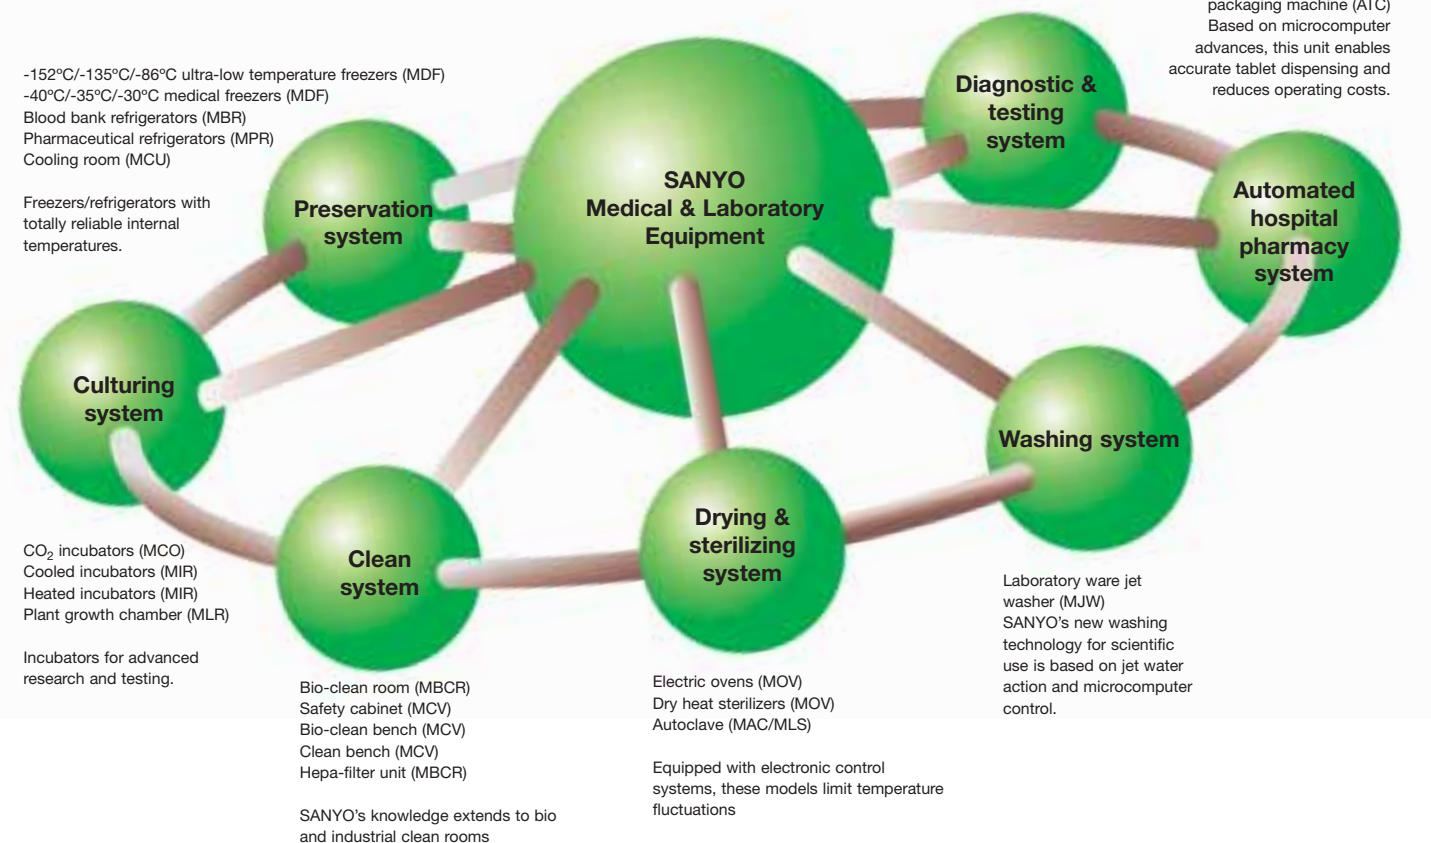 packaging machine (ATC)
Based on microcomputer
advances, this unit enables
accurate tablet dispensing and
reduces operating costs.
-152ºC/-135ºC/-86ºC ultra-low temperature freezers (MDF)
-40ºC/-35ºC/-30ºC medical freezers (MDF)
Blood bank refrigerators (MBR)
Pharmaceutical refrigerators (MPR)
Cooling room (MCU)
Freezers/refrigerators with
totally reliable internal
temperatures.
Diagnostic &
testing
system
SANYO
Medical & Laboratory
Equipment
Preservation
system
Automated
hospital
pharmacy
system
Culturing
system
Washing system
Drying &
sterilizing
system
Clean
system
CO₂ incubators (MCO)
Cooled incubators (MIR)
Heated incubators (MIR)
Plant growth chamber (MLR)
Incubators for advanced
research and testing.
Bio-clean room (MBCR)
Safety cabinet (MCV)
Bio-clean bench (MCV)
Clean bench (MCV)
Hepa-filter unit (MBCR)
SANYO’s knowledge extends to bio
and industrial clean rooms
Electric ovens (MOV)
Dry heat sterilizers (MOV)
Autoclave (MAC/MLS)
Equipped with electronic control
systems, these models limit temperature
fluctuations
Laboratory ware jet
washer (MJW)
SANYO’s new washing
technology for scientific
use is based on jet water
action and microcomputer
control.